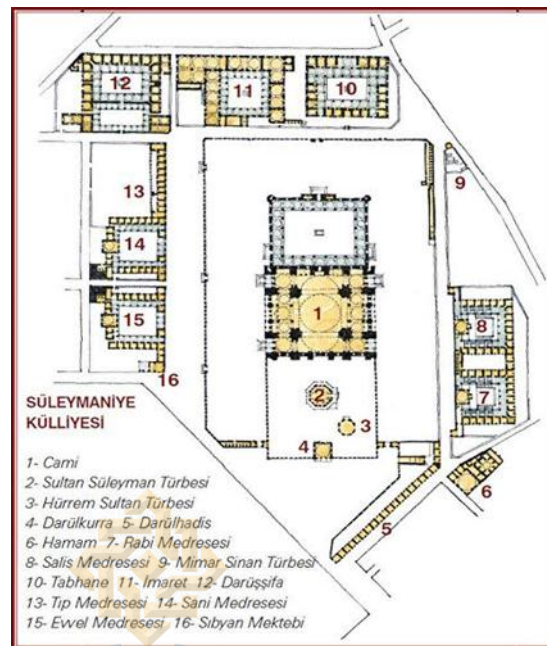 12
11
10
13
9
14
1
15
8
16
2
7
3
4
6
5
SÜLEYMANİYE
KÜLLİYESİ
1- Cami
2- Sultan Süleyman Türbesi
3- Hürrem Sultan Türbesi
4- Darülkurra 5- Darülhadis
6- Hamam 7- Rabi Medresesi
8- Salis Medresesi 9- Mimar Sinan Türbesi
10- Tabhane 11- İmaret 12- Darüşşifa
13- Tıp Medresesi 14- Sani Medresesi
15- Evvel Medresesi 16- Sıbyan Mektebi